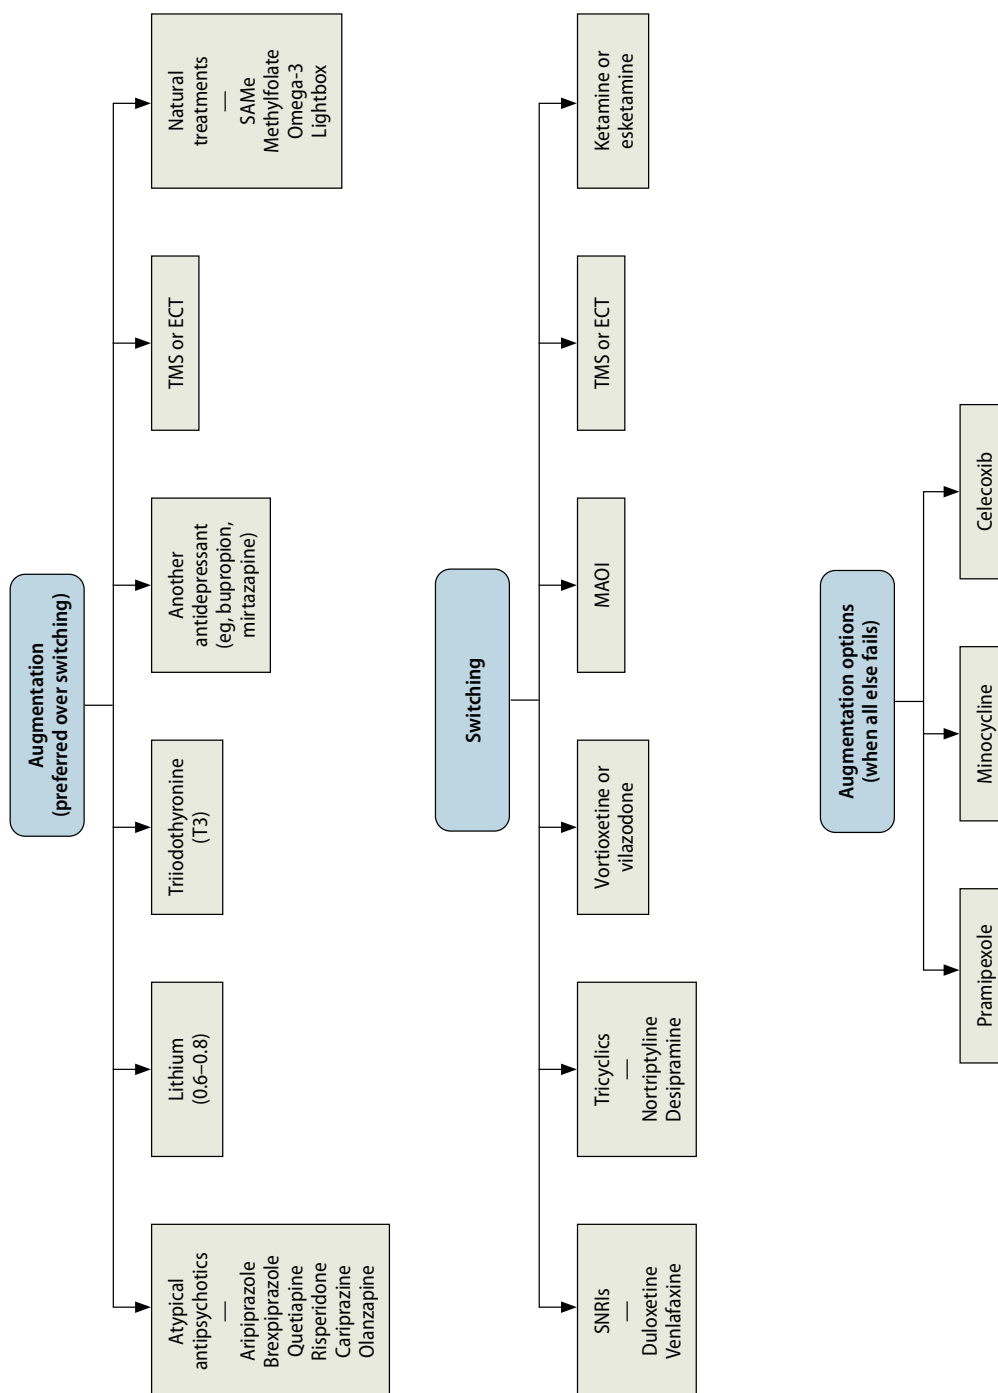 Augmentation
(preferred over switching)
Atypical
antipsychotics
—
Aripiprazole
Brexpiprazole
Quetiapine
Risperidone
Cariprazine
Olanzapine
Lithium
(0.6–0.8)
Triiodothyronine
(T3)
Another
antidepressant
(eg, bupropion,
mirtazapine)
TMS or ECT
Natural
treatments
—
SAMe
Methylfolate
Omega-3
Lightbox
Switching
SNRIs
—
Duloxetine
Venlafaxine
Tricyclics
—
Nortriptyline
Desipramine
Vortioxetine or
vilazodone
MAOI
TMS or ECT
Ketamine or
esketamine
Augmentation options
(when all else fails)
Pramipexole
Minocycline
Celecoxib